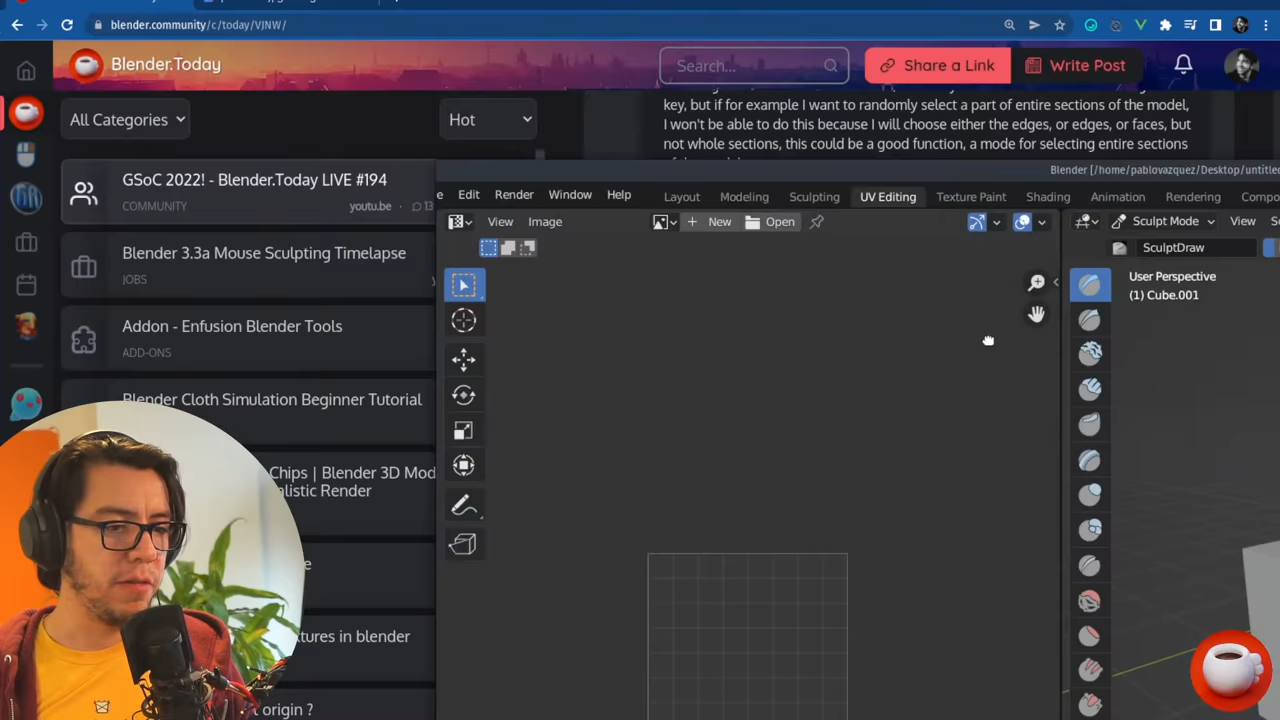 blender.community/c/today/VJNW/
Blender.Today
Search...
Share a Link
Write Post
All Categories
Hot
key, but if for example I want to randomly select a part of entire sections of the model,
I won't be able to do this because I will choose either the edges, or edges, or faces, but
not whole sections, this could be a good function, a mode for selecting entire sections
GSoC 2022! - Blender.Today LIVE #194
COMMUNITY
youtu.be
13
Blender 3.3a Mouse Sculpting Timelapse
JOBS
Addon - Enfusion Blender Tools
ADD-ONS
Blender Cloth Simulation Beginner Tutorial
Chips | Blender 3D Mod
alistic Render
tures in blender
t origin ?
Blender [/home/pablovazquez/Desktop/untitle
Edit
Render
Window
Help
Layout
Modeling
Sculpting
UV Editing
Texture Paint
Shading
Animation
Rendering
Compo
View
Image
New
Open
Sculpt Mode
View
SculptDraw
User Perspective
(1) Cube.001